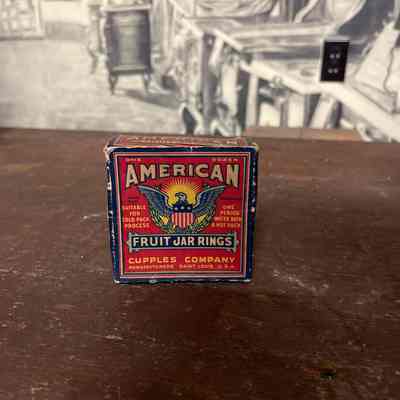 ONE DOZEN
AMERICAN
SUITABLE
FOR
COLD PACK
PROCESS
ONE
PERIOD
WATER BATH
& HOT PACK
FRUIT JAR RINGS
CUPPLES COMPANY
MANUFACTURERS SAINT LOUIS U.S.A.